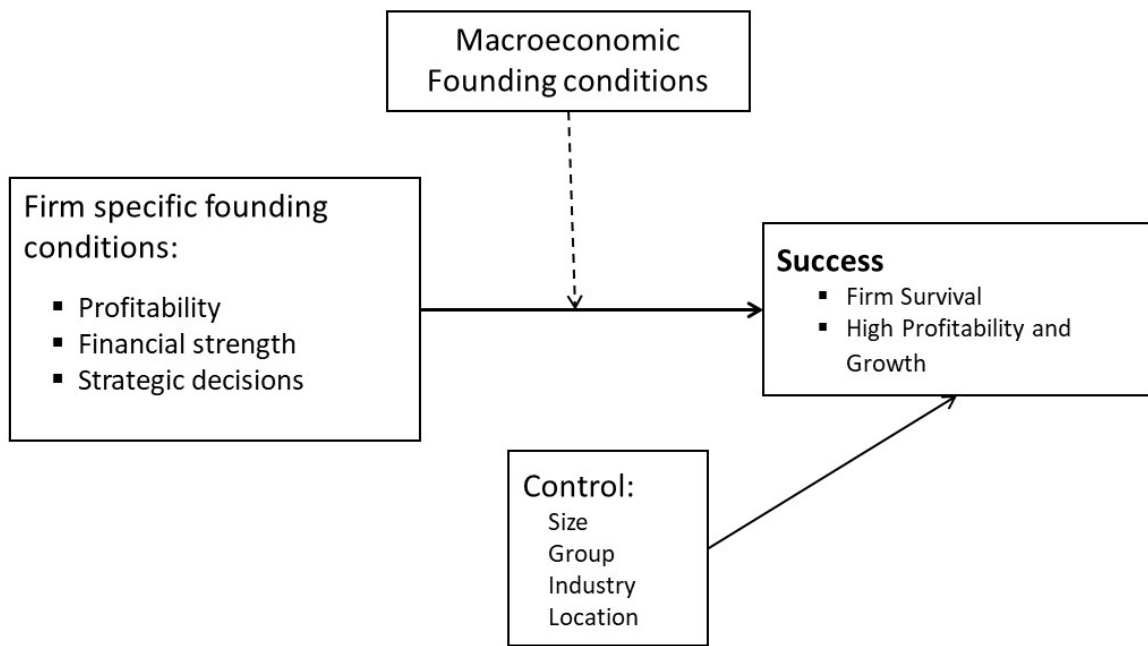 Macroeconomic
Founding conditions
Firm specific founding
conditions:
▪ Profitability
▪ Financial strength
▪ Strategic decisions
Success
▪ Firm Survival
▪ High Profitability and
Growth
Control:
Size
Group
Industry
Location